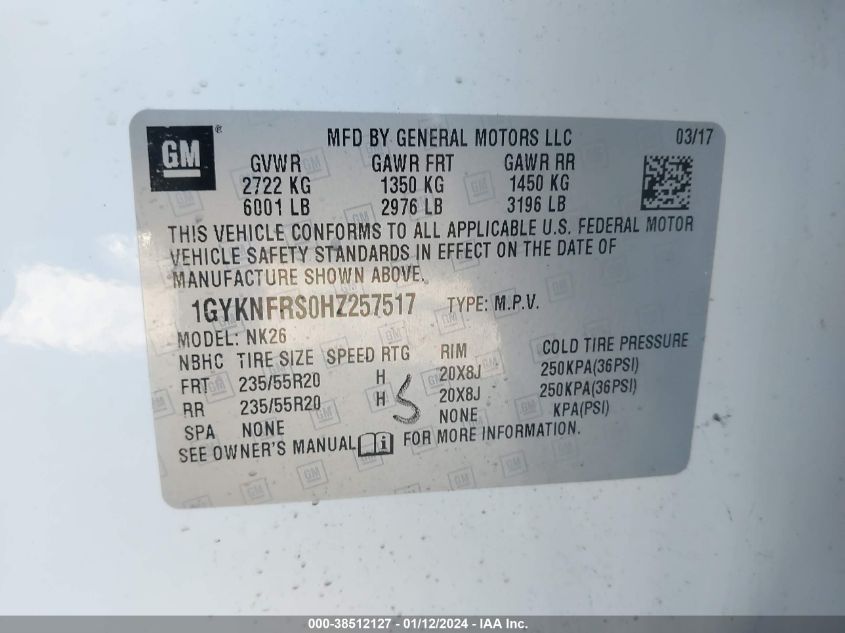 GM ® MFD BY GENERAL MOTORS LLC 03/17
GVWR GAWR FRT GAWR RR
2722 KG 1350 KG 1450 KG
6001 LB 2976 LB 3196 LB
THIS VEHICLE CONFORMS TO ALL APPLICABLE U.S. FEDERAL MOTOR
VEHICLE SAFETY STANDARDS IN EFFECT ON THE DATE OF
MANUFACTURE SHOWN ABOVE.
1GYKNFRS0HZ257517 TYPE: M.P.V.
MODEL: NK26
NBHC TIRE SIZE SPEED RTG RIM COLD TIRE PRESSURE
FRT 235/55R20 H 20X8J 250KPA(36PSI)
RR 235/55R20 H 20X8J 250KPA(36PSI)
SPA NONE NONE KPA(PSI)
5
SEE OWNER'S MANUAL i FOR MORE INFORMATION.
000-38512127 - 01/12/2024 - IAA Inc.